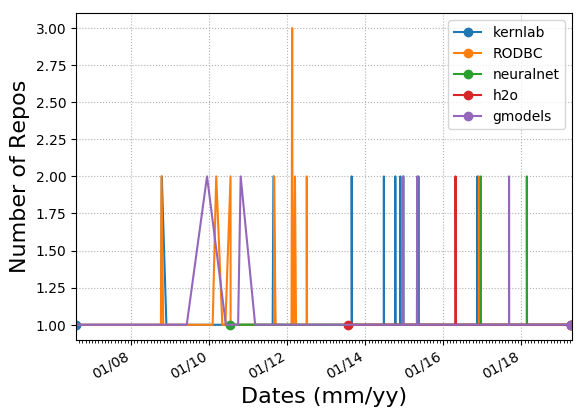 3.00
2.75
2.50
2.25
2.00
1.75
1.50
1.25
1.00
Number of Repos
kernlab
RODBC
neuralnet
h2o
gmodels
01/08 01/10 01/12 01/14 01/16 01/18
Dates (mm/yy)